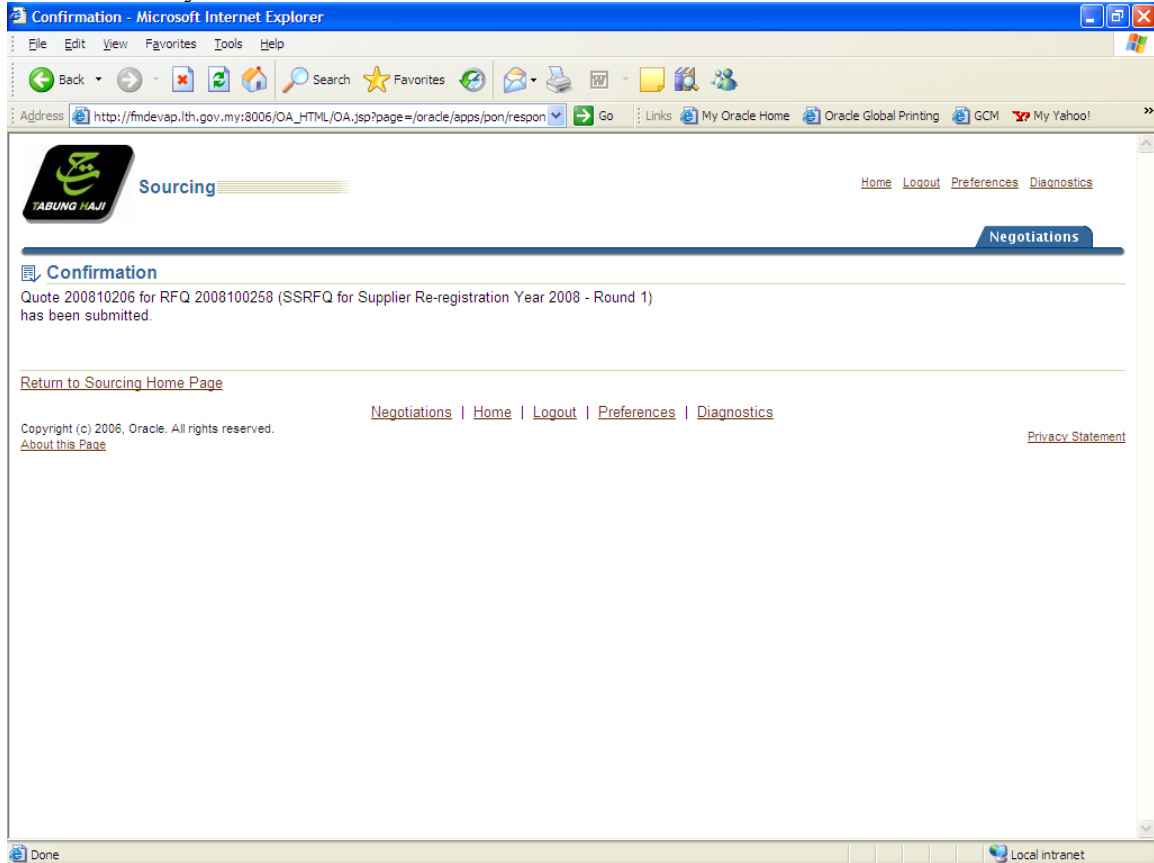 Confirmation - Microsoft Internet Explorer
File Edit View Favorites Tools Help
Back Search Favorites
Address http://fmdevap.lth.gov.my:8006/OA_HTML/OA.jsp?page=/oracle/apps/pon/respon Go Links My Oracle Home Oracle Global Printing GCM My Yahoo! »
TABUNG HAJI
Sourcing
Home Logout Preferences Diagnostics
Negotiations
Confirmation
Quote 200810206 for RFQ 2008100258 (SSRFQ for Supplier Re-registration Year 2008 - Round 1)
has been submitted.
Return to Sourcing Home Page
Negotiations | Home | Logout | Preferences | Diagnostics
Copyright (c) 2006, Oracle. All rights reserved.
About this Page
Privacy Statement
Done
Local intranet